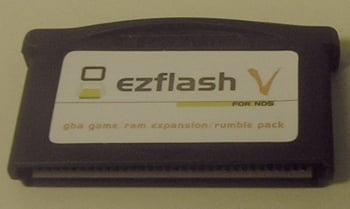 ezflash V
FOR NDS
gba game/ram expansion/rumble pack